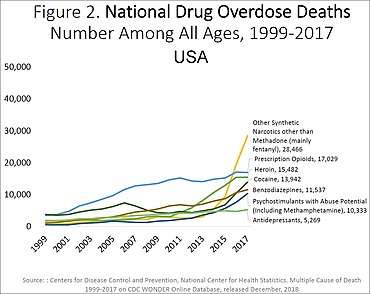 Figure 2. National Drug Overdose Deaths
Number Among All Ages, 1999-2017
USA
50,000
40,000
30,000
20,000
10,000
0
1999
2001
2003
2005
2007
2009
2011
2013
2015
2017
Other Synthetic
Narcotics other than
Methadone (mainly
fentanyl), 28,466
Prescription Opioids, 17,029
Heroin, 15,482
Cocaine, 13,942
Benzodiazepines, 11,537
Psychostimulants with Abuse Potential
(Including Methamphetamine), 10,333
Antidepressants, 5,269
Source: : Centers for Disease Control and Prevention, National Center for Health Statistics. Multiple Cause of Death
1999-2017 on CDC WONDER Online Database, released December, 2018